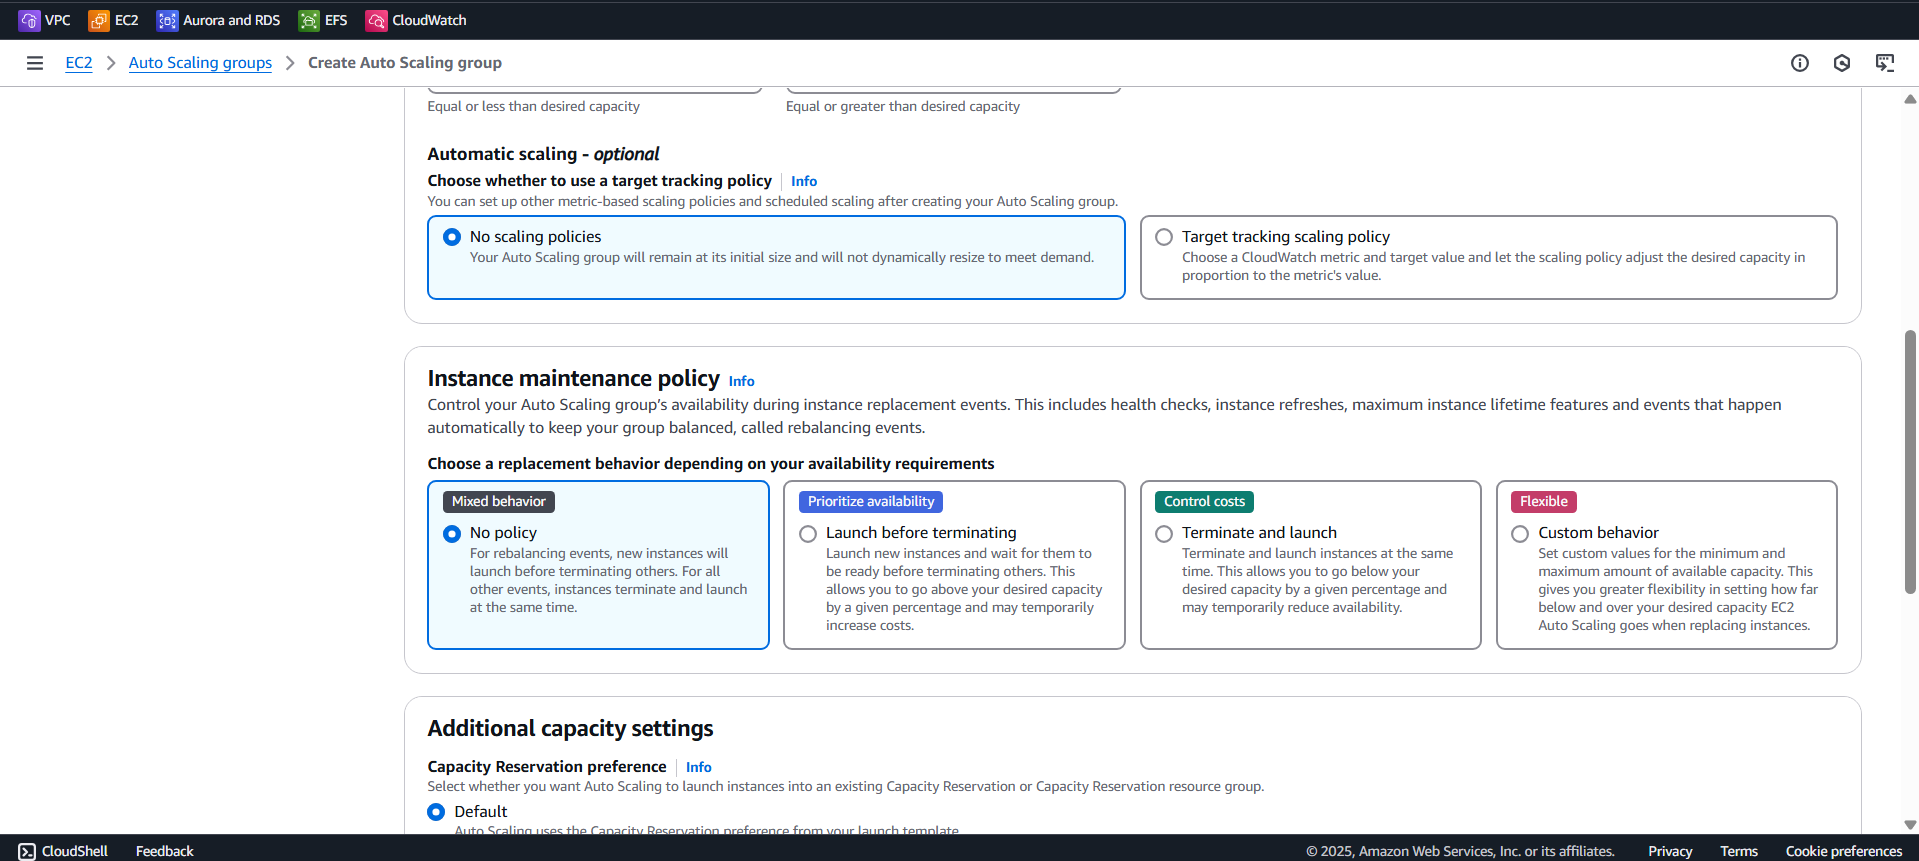 VPC EC2 Aurora and RDS EFS CloudWatch
EC2 Auto Scaling groups Create Auto Scaling group
Equal or less than desired capacity Equal or greater than desired capacity
Automatic scaling - optional
Choose whether to use a target tracking policy Info
You can set up other metric-based scaling policies and scheduled scaling after creating your Auto Scaling group.
No scaling policies
Your Auto Scaling group will remain at its initial size and will not dynamically resize to meet demand.
Target tracking scaling policy
Choose a CloudWatch metric and target value and let the scaling policy adjust the desired capacity in
proportion to the metric's value.
Instance maintenance policy Info
Control your Auto Scaling group’s availability during instance replacement events. This includes health checks, instance refreshes, maximum instance lifetime features and events that happen
automatically to keep your group balanced, called rebalancing events.
Choose a replacement behavior depending on your availability requirements
Mixed behavior
No policy
For rebalancing events, new instances will
launch before terminating others. For all
other events, instances terminate and launch
at the same time.
Prioritize availability
Launch before terminating
Launch new instances and wait for them to
be ready before terminating others. This
allows you to go above your desired capacity
by a given percentage and may temporarily
increase costs.
Control costs
Terminate and launch
Terminate and launch instances at the same
time. This allows you to go below your
desired capacity by a given percentage and
may temporarily reduce availability.
Flexible
Custom behavior
Set custom values for the minimum and
maximum amount of available capacity. This
gives you greater flexibility in setting how far
below and over your desired capacity EC2
Auto Scaling goes when replacing instances.
Additional capacity settings
Capacity Reservation preference Info
Select whether you want Auto Scaling to launch instances into an existing Capacity Reservation or Capacity Reservation resource group.
Default
Auto Scaling uses the Capacity Reservation preference from your launch template.
CloudShell Feedback © 2025, Amazon Web Services, Inc. or its affiliates. Privacy Terms Cookie preferences